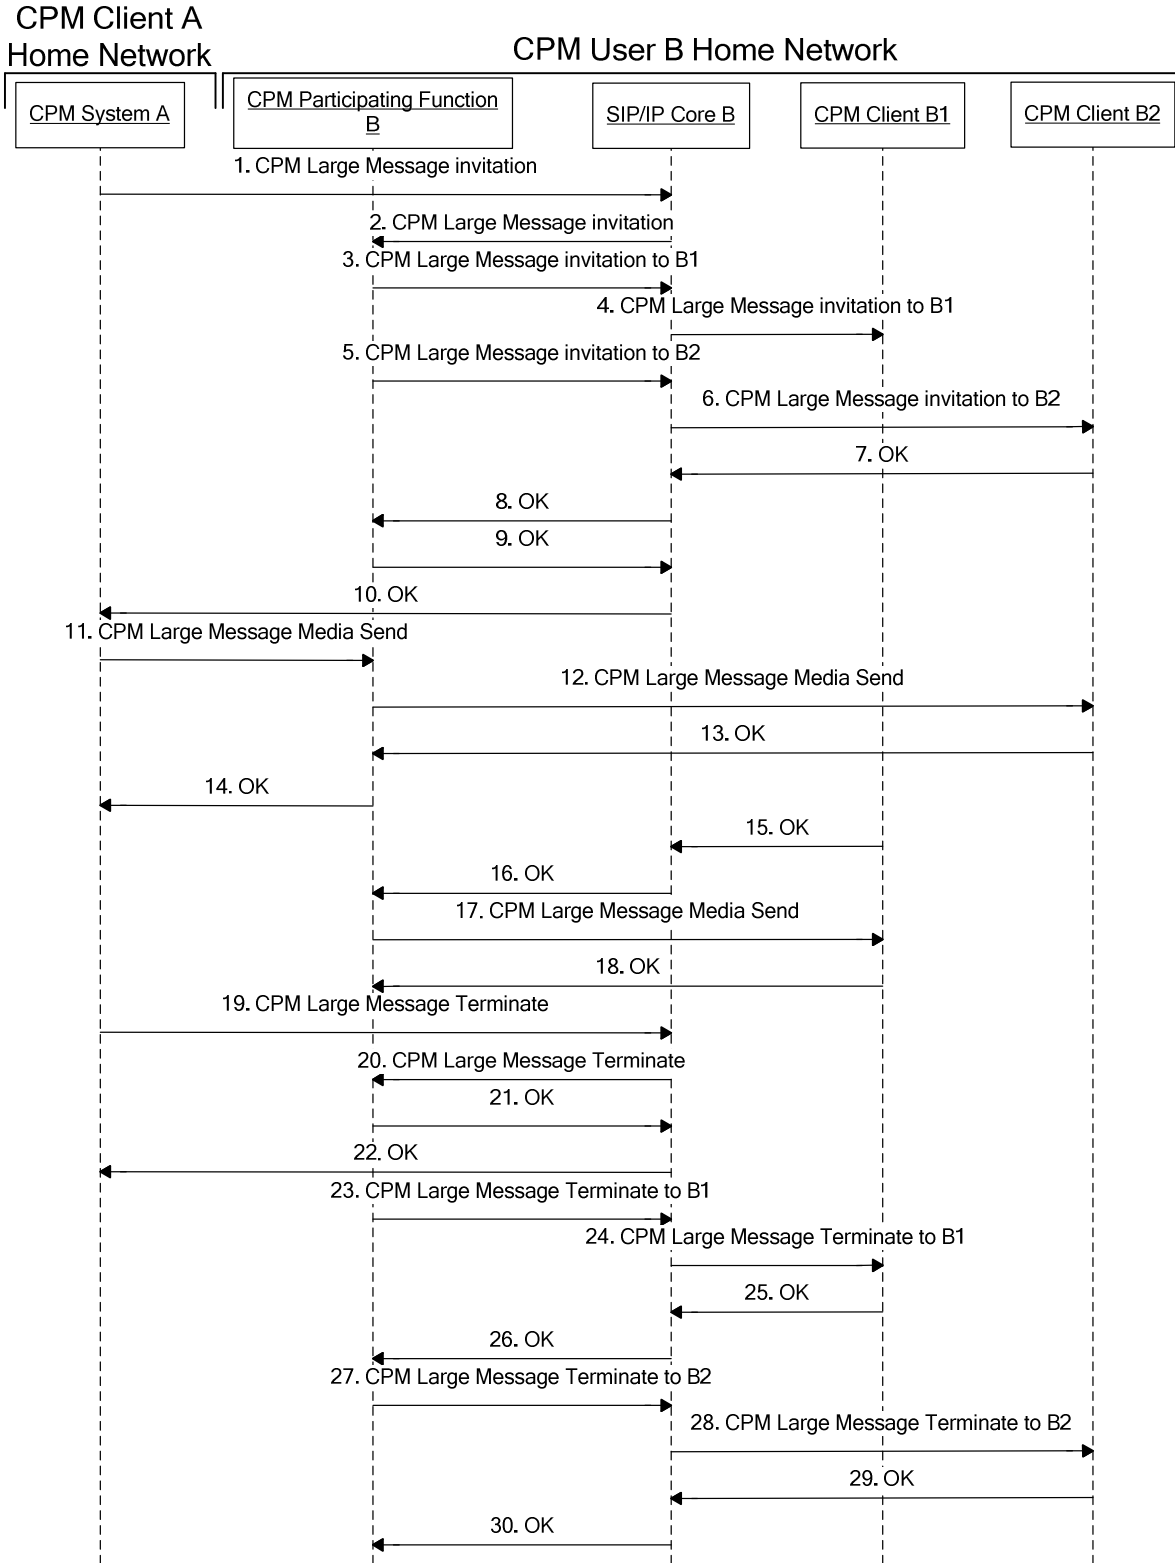 CPM Client A
Home Network
CPM User B Home Network
CPM System A
CPM Participating Function
B
SIP/IP Core B
CPM Client B1
CPM Client B2
1. CPM Large Message invitation
2. CPM Large Message invitation
3. CPM Large Message invitation to B1
4. CPM Large Message invitation to B1
5. CPM Large Message invitation to B2
6. CPM Large Message invitation to B2
7. OK
8. OK
9. OK
10. OK
11. CPM Large Message Media Send
12. CPM Large Message Media Send
13. OK
14. OK
15. OK
16. OK
17. CPM Large Message Media Send
18. OK
19. CPM Large Message Terminate
20. CPM Large Message Terminate
21. OK
22. OK
23. CPM Large Message Terminate to B1
24. CPM Large Message Terminate to B1
25. OK
26. OK
27. CPM Large Message Terminate to B2
28. CPM Large Message Terminate to B2
29. OK
30. OK